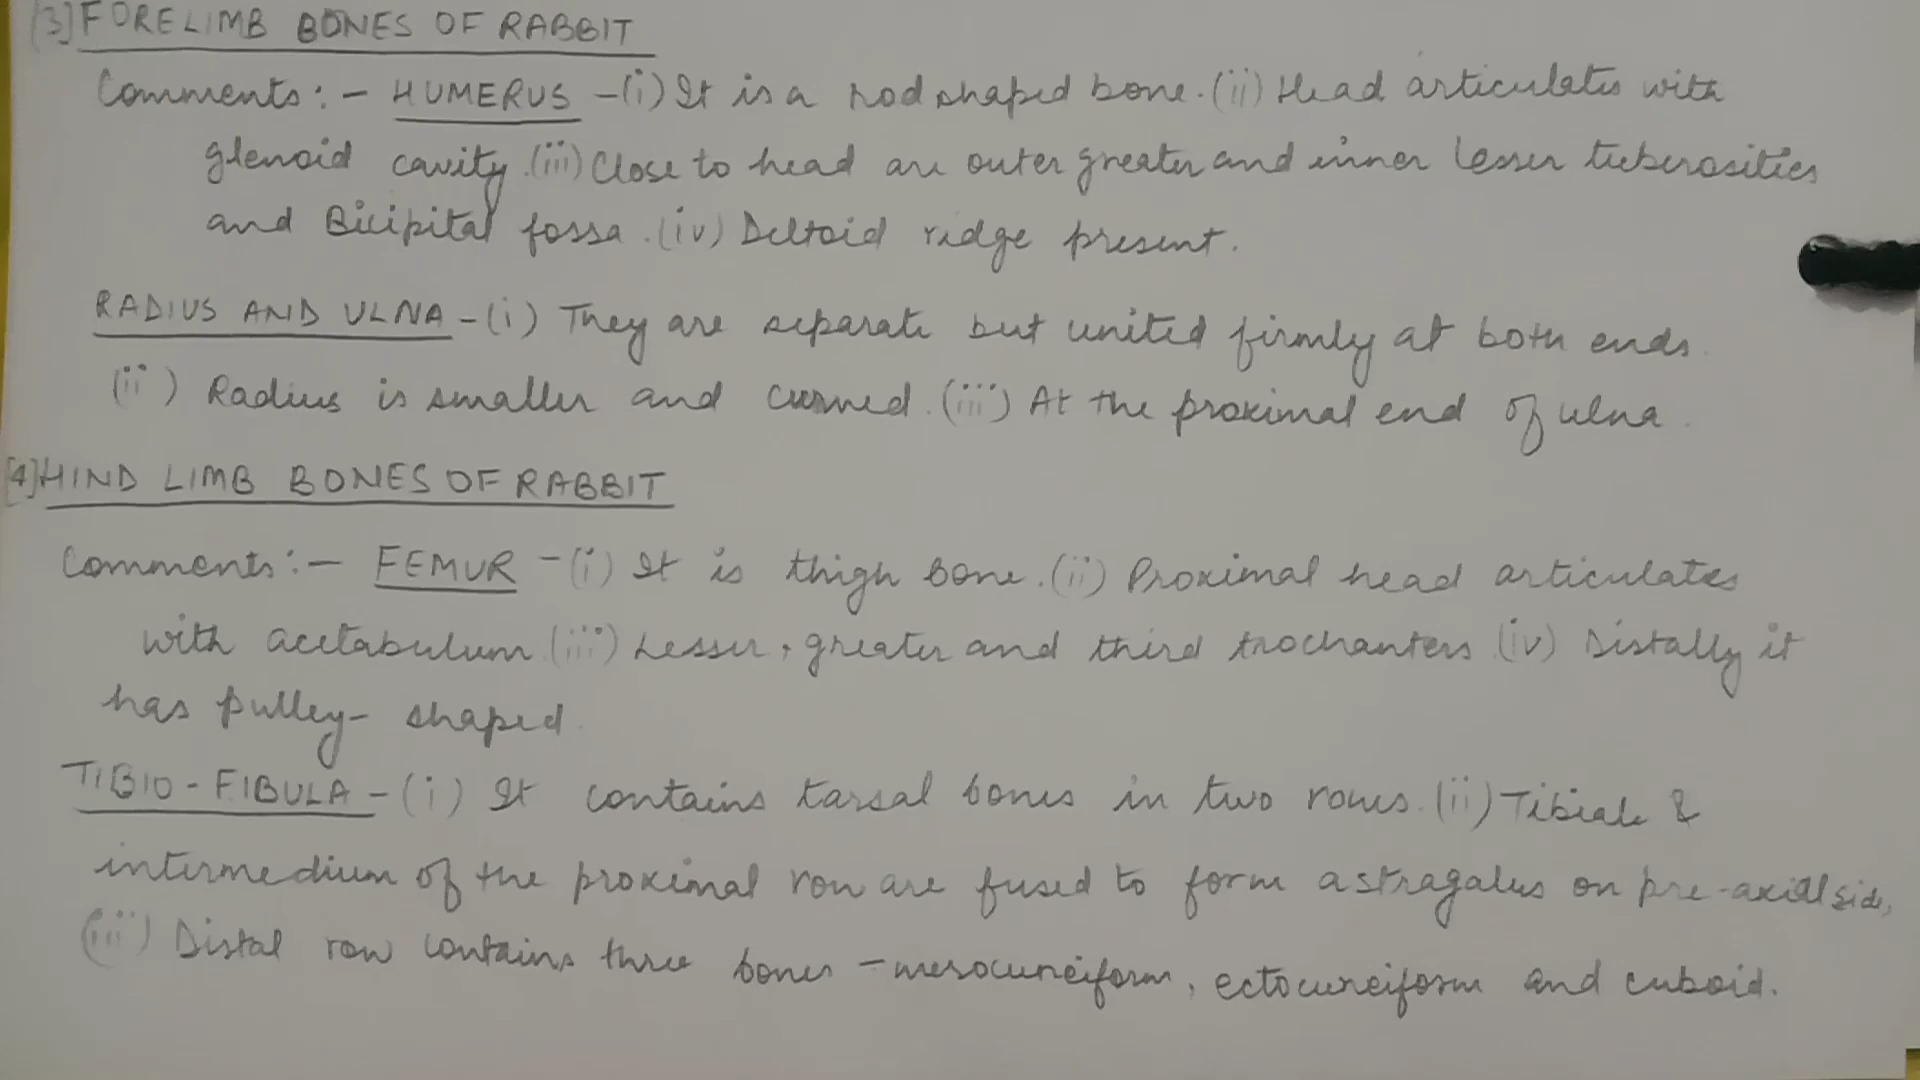 [3] FORELIMB BONES OF RABBIT
Comments:- HUMERUS -(i) It is a rod shaped bone. (ii) Head articulates with
glenoid cavity. (iii) Close to head are outer greater and inner lesser tuberosities
and Bicipital fossa. (iv) Deltoid ridge present.
RADIUS AND ULNA -(i) They are separate but united firmly at both ends.
(ii) Radius is smaller and curved. (iii) At the proximal end of ulna.
[4] HIND LIMB BONES OF RABBIT
Comments:- FEMUR -(i) It is thigh bone. (ii) Proximal head articulates
with acetabulum (iii) Lesser, greater and third trochanters (iv) Distally it
has pulley-shaped.
TIBIO-FIBULA -(i) It contains tarsal bones in two rows. (ii) Tibiale &
intermedium of the proximal row are fused to form astragalus on pre-axial side,
(iii) Distal row contains three bones - mesocuneiform, ectocuneiform and cuboid.